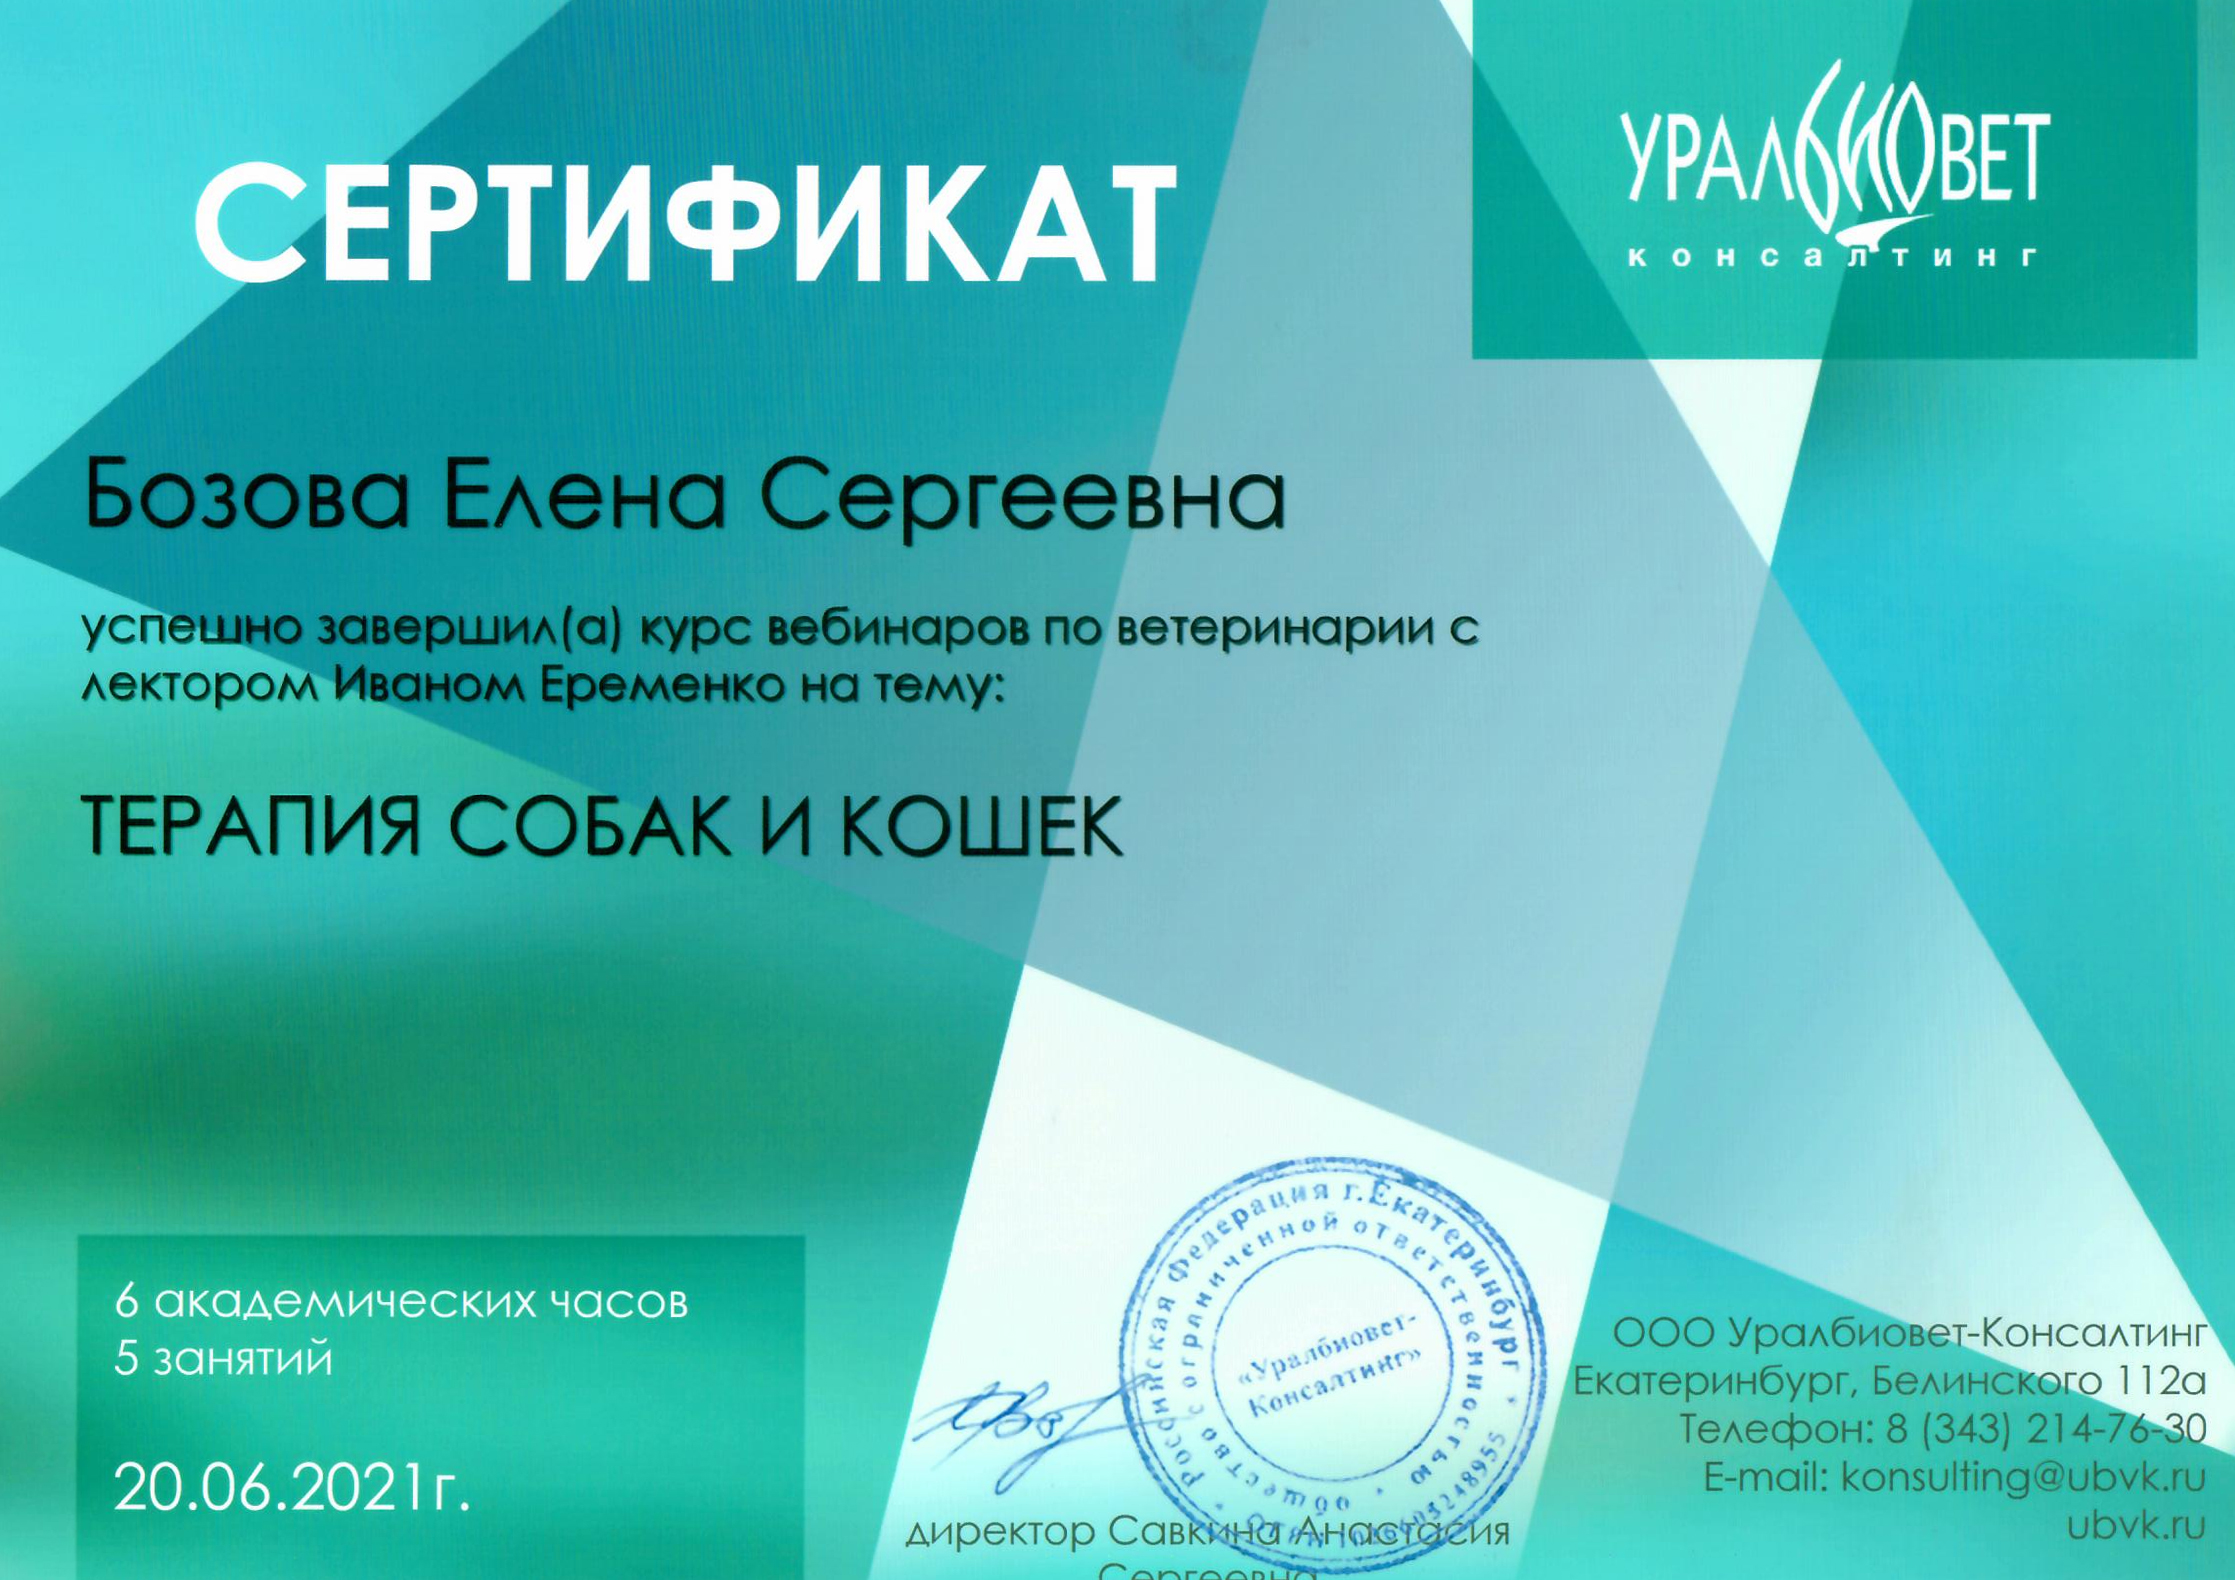 СЕРТИФИКАТ
УРАЛБИОВЕТ
консалтинг
Бозова Елена Сергеевна
успешно завершил(а) курс вебинаров по ветеринарии с
лектором Иваном Еременко на тему:
ТЕРАПИЯ СОБАК И КОШЕК
6 академических часов
5 занятий
20.06.2021г.
Российская Федерация г.Екатеринбург
общество с ограниченной ответственностью
«Уралбиовет-
Консалтинг»
ОГРН
директор Савкина Анастасия
Сергеевна
ООО Уралбиовет-Консалтинг
Екатеринбург, Белинского 112а
Телефон: 8 (343) 214-76-30
E-mail: konsulting@ubvk.ru
ubvk.ru